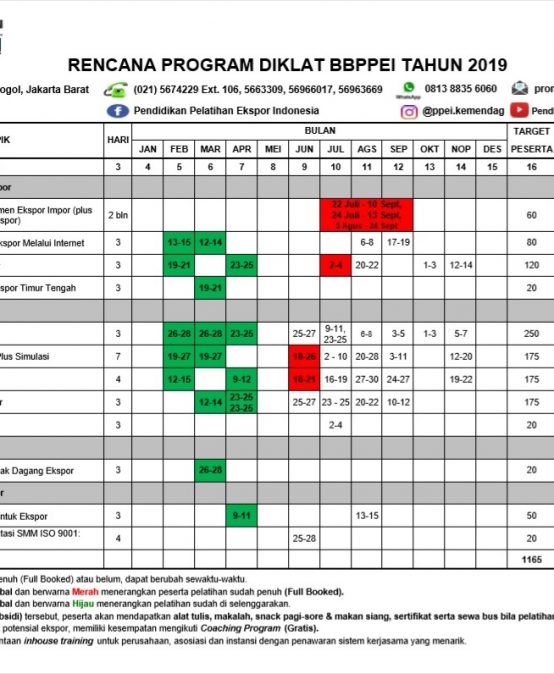 RENCANA PROGRAM DIKLAT BBPPEI TAHUN 2019
ogol, Jakarta Barat (021) 5674229 Ext. 106, 5663309, 56966017, 56963669 WhatsApp 0813 8835 6060 pron
Pendidikan Pelatihan Ekspor Indonesia @ppei.kemendag Pend
PIK HARI BULAN TARGET
JAN FEB MAR APR MEI JUN JUL AGS SEP OKT NOP DES PESERTA
3 4 5 6 7 8 9 10 11 12 13 14 15 16
por
men Ekspor Impor (plus spor) 2 bln 22 Juli - 10 Sept, 60
24 Juli - 13 Sept,
5 Agus - 24 Sept
kspor Melalui Internet 3 13-15 12-14 6-8 17-19 80
3 19-21 23-25 2-4 20-22 1-3 12-14 120
spor Timur Tengah 3 19-21 20
3 26-28 26-28 23-25 25-27 9-11, 23-25 6-8 3-5 1-3 5-7 250
Plus Simulasi 7 19-27 19-27 18-26 2 - 10 20-28 3-11 12-20 175
4 12-15 9-12 18-21 16-19 27-30 24-27 19-22 175
or 3 12-14 23-25 23-25 25-27 23 - 25 20-22 10-12 175
3 2-4 20
ak Dagang Ekspor 3 26-28 20
or
ntuk Ekspor 3 9-11 13-15 50
tasi SMM ISO 9001: 4 25-28 20
1165
penuh (Full Booked) atau belum, dapat berubah sewaktu-waktu.
bal dan berwarna Merah menerangkan peserta pelatihan sudah penuh (Full Booked).
bal dan berwarna Hijau menerangkan pelatihan sudah di selenggarakan.
bsidi) tersebut, peserta akan mendapatkan alat tulis, makalah, snack pagi-sore & makan siang, sertifikat serta sewa bus bila pelatihan
potensial ekspor, memiliki kesempatan mengikuti Coaching Program (Gratis).
ntaan inhouse training untuk perusahaan, asosiasi dan instansi dengan penawaran sistem kerjasama yang menarik.